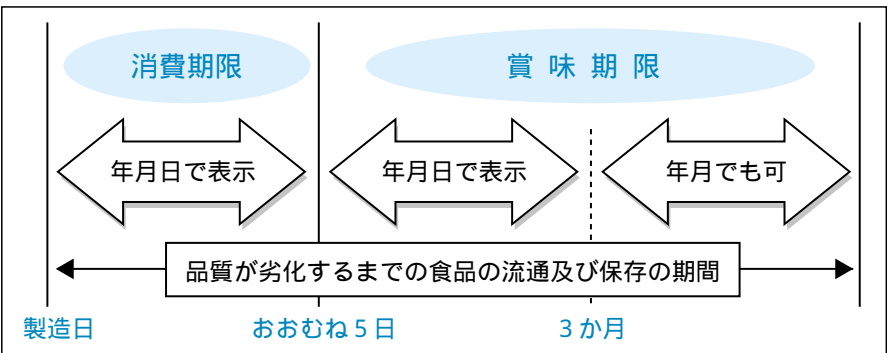 消費期限
賞味期限
年月日で表示
年月日で表示
年月でも可
品質が劣化するまでの食品の流通及び保存の期間
製造日
おおむね5日
3か月